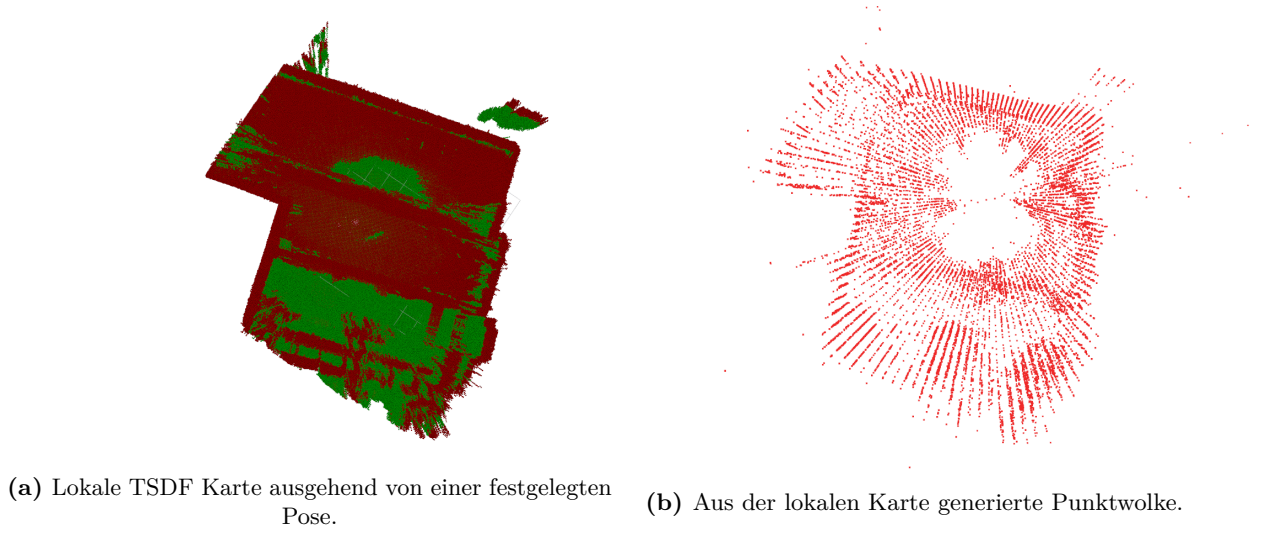 (a) Lokale TSDF Karte ausgehend von einer festgelegten
Pose.
(b) Aus der lokalen Karte generierte Punktwolke.